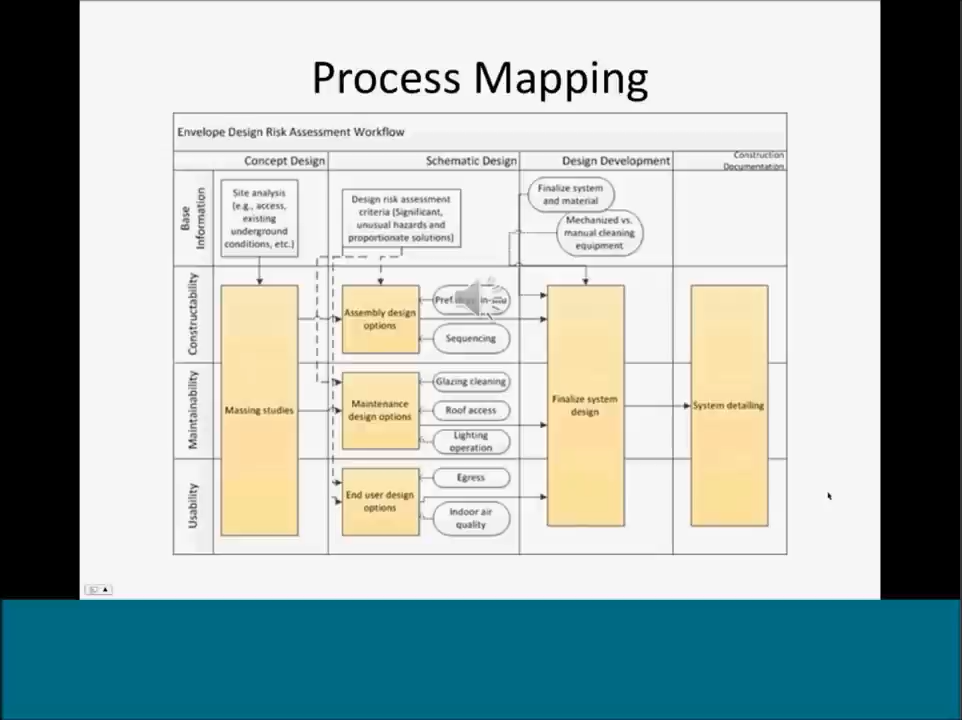 Process Mapping
Envelope Design Risk Assessment Workflow
Concept Design
Schematic Design
Design Development
Construction
Documentation
Base
Information
Site analysis
(e.g., access,
existing
underground
conditions, etc.)
Design risk assessment
criteria (Significant,
unusual hazards and
proportionate solutions)
Finalize system
and material
Mechanized vs.
manual cleaning
equipment
Constructability
Assembly design
options
Sequencing
Maintainability
Massing studies
Maintenance
design options
Glazing cleaning
Roof access
Lighting
operation
Finalize system
design
System detailing
Usability
End user design
options
Egress
Indoor air
quality